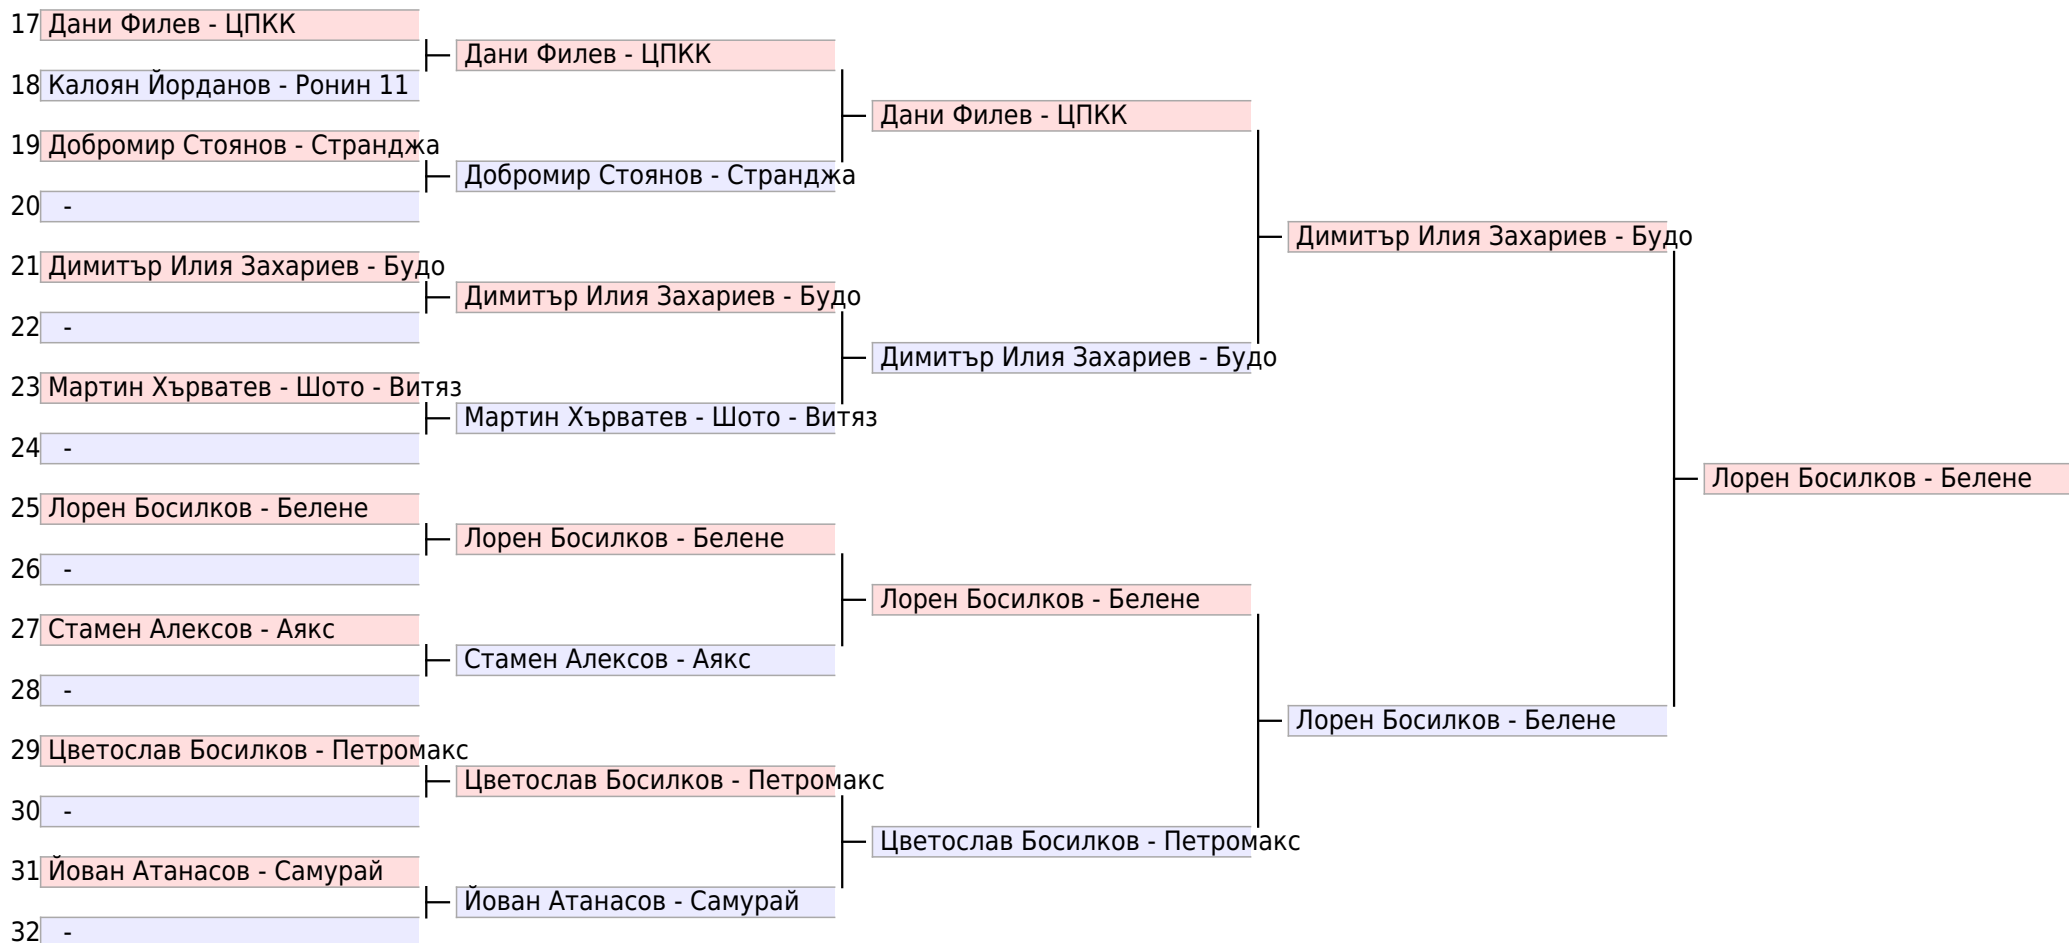 17 Дани Филев - ЦПКК
Дани Филев - ЦПКК
18 Калоян Йорданов - Ронин 11
Дани Филев - ЦПКК
19 Добромир Стоянов - Странджа
Добромир Стоянов - Странджа
20 -
Димитър Илия Захариев - Будо
21 Димитър Илия Захариев - Будо
Димитър Илия Захариев - Будо
22 -
Димитър Илия Захариев - Будо
23 Мартин Хърватев - Шото - Витяз
Мартин Хърватев - Шото - Витяз
24 -
Лорен Босилков - Белене
25 Лорен Босилков - Белене
Лорен Босилков - Белене
26 -
Лорен Босилков - Белене
27 Стамен Алексов - Аякс
Стамен Алексов - Аякс
28 -
Лорен Босилков - Белене
29 Цветослав Босилков - Петромакс
Цветослав Босилков - Петромакс
30 -
Цветослав Босилков - Петромакс
31 Йован Атанасов - Самурай
Йован Атанасов - Самурай
32 -